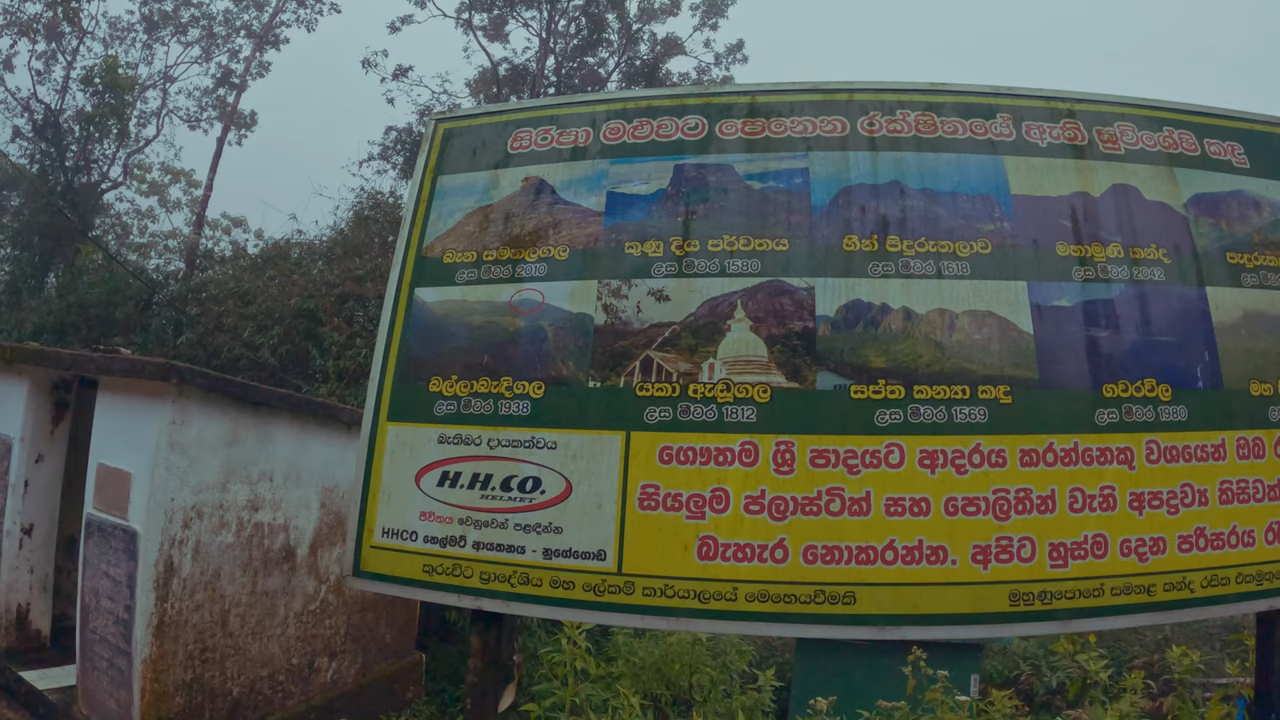 සිරිපා මළුවට පෙනෙන රක්ෂිතයේ ඇති සුවිශේෂි කඳු
බැන සමනලගල
උස මීටර 2010
කුණු දිය පර්වතය
උස මීටර 1580
හීන් පිදුරුතලාව
උස මීටර 1618
මහාමුණි කන්ද
උස මීටර 2042
උස මී
බල්ලාබැඳිගල
උස මීටර 1938
යකා ඇඬූගල
උස මීටර 1812
සප්ත කන්‍යා කඳු
උස මීටර 1569
ගවරවිල
උස මීටර 1980
මහ
උස
බැතිබර දායකත්වය
H.H.CO.
HELMET
ජීවිතය වෙනුවෙන් පළඳින්න
HHCO හෙල්මට් ආයතනය - නුගේගොඩ
ගෞතම ශ්‍රී පාදයට ආදරය කරන්නෙකු වශයෙන් ඔබ
සියලුම ප්ලාස්ටික් සහ පොලිතීන් වැනි අපද්‍රව්‍ය කිසිවක්
බැහැර නොකරන්න. අපිට හුස්ම දෙන පරිසරය
කුරුවිට ප්‍රාදේශීය මහ ලේකම් කාර්යාලයේ මෙහෙයවීමකි
මුහුණුපොතේ සමනළ කන්ද රසික එකමුතුව